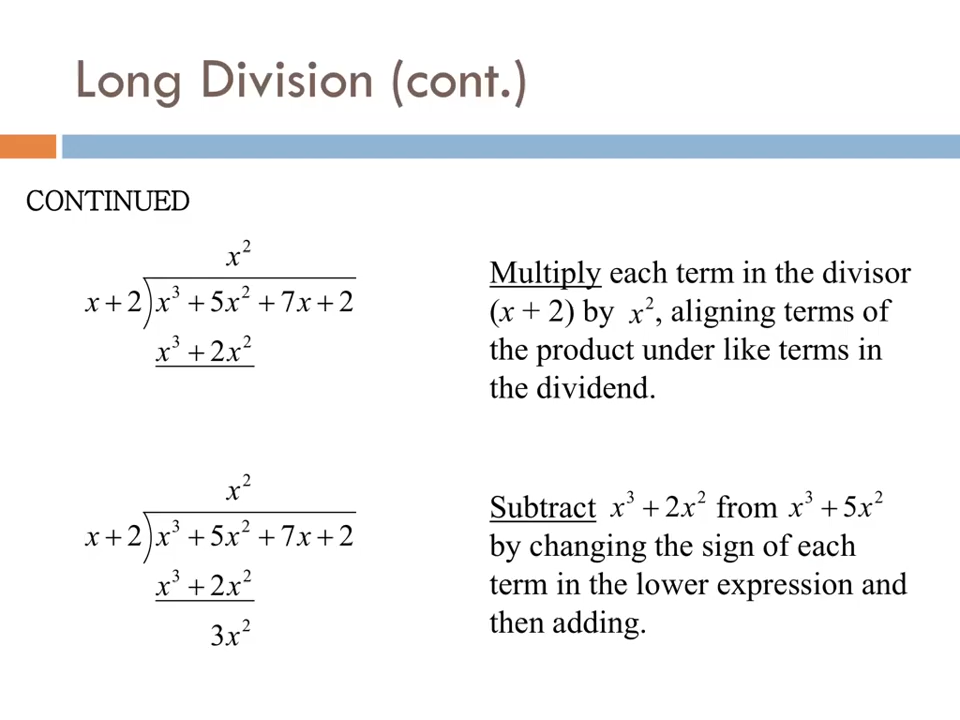 Long Division (cont.)
CONTINUED
x²
x + 2)x³ + 5x² + 7x + 2
x³ + 2x²
Multiply each term in the divisor
(x + 2) by x², aligning terms of
the product under like terms in
the dividend.
x²
x + 2)x³ + 5x² + 7x + 2
x³ + 2x²
3x²
Subtract x³ + 2x² from x³ + 5x²
by changing the sign of each
term in the lower expression and
then adding.